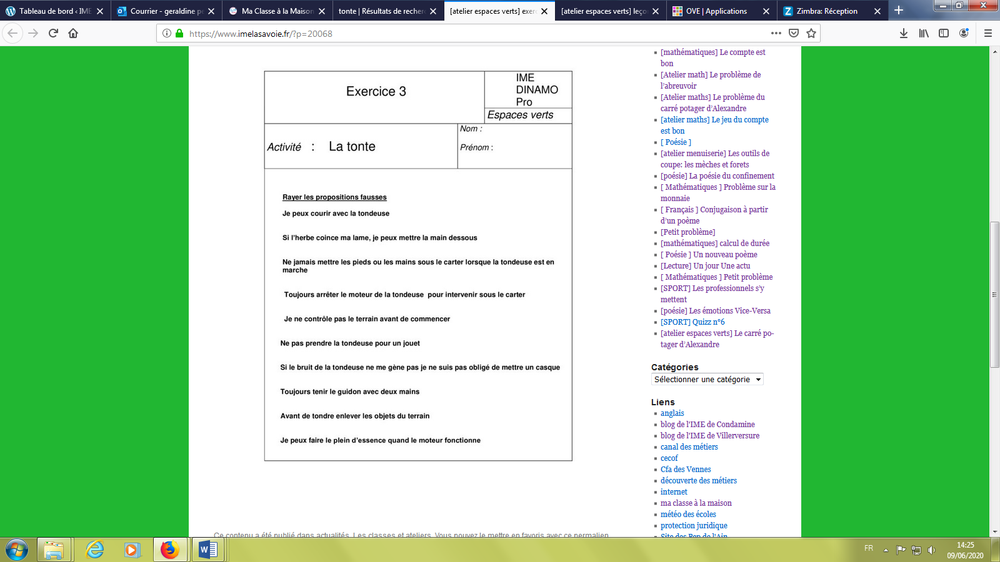 Tableau de bord ‹ IME
Courrier - geraldine pe
Ma Classe à la Maison
tonte | Résultats de recher
[atelier espaces verts] exer
[atelier espaces verts] leço
OVE | Applications
Zimbra: Réception
https://www.imelasavoie.fr/?p=20068
Exercice 3
IME
DINAMO
Pro
Espaces verts
Activité : La tonte
Nom :
Prénom :
Rayer les propositions fausses
Je peux courir avec la tondeuse
Si l'herbe coince ma lame, je peux mettre la main dessous
Ne jamais mettre les pieds ou les mains sous le carter lorsque la tondeuse est en
marche
Toujours arrêter le moteur de la tondeuse pour intervenir sous le carter
Je ne contrôle pas le terrain avant de commencer
Ne pas prendre la tondeuse pour un jouet
Si le bruit de la tondeuse ne me gène pas je ne suis pas obligé de mettre un casque
Toujours tenir le guidon avec deux mains
Avant de tondre enlever les objets du terrain
Je peux faire le plein d'essence quand le moteur fonctionne
Ce contenu a été publié dans actualités, Les classes et ateliers. Vous pouvez le mettre en favoris avec ce permalien
[mathématiques] Le compte est
bon
[Atelier math] Le problème de
l'abreuvoir
[Atelier maths] Le problème du
carré potager d'Alexandre
[atelier maths] Le jeu du compte
est bon
[ Poésie ]
[atelier menuiserie] Les outils de
coupe: les mèches et forets
[poésie] La poésie du confinement
[ Mathématiques ] Problème sur la
monnaie
[ Français ] Conjugaison à partir
d'un poème
[Petit problème]
[mathématiques] calcul de durée
[ Poésie ] Un nouveau poème
[Lecture] Un jour Une actu
[ Mathématiques ] Petit problème
[SPORT] Les professionnels s'y
mettent
[poésie] Les émotions Vice-Versa
[SPORT] Quizz n°6
[atelier espaces verts] Le carré po-
tager d'Alexandre
Catégories
Sélectionner une catégorie
Liens
anglais
blog de l'IME de Condamine
blog de l'IME de Villerversure
canal des métiers
cecof
Cfa des Vennes
découverte des métiers
internet
ma classe à la maison
météo des écoles
protection juridique
Site des Pep de l'Ain
FR
14:25
09/06/2020